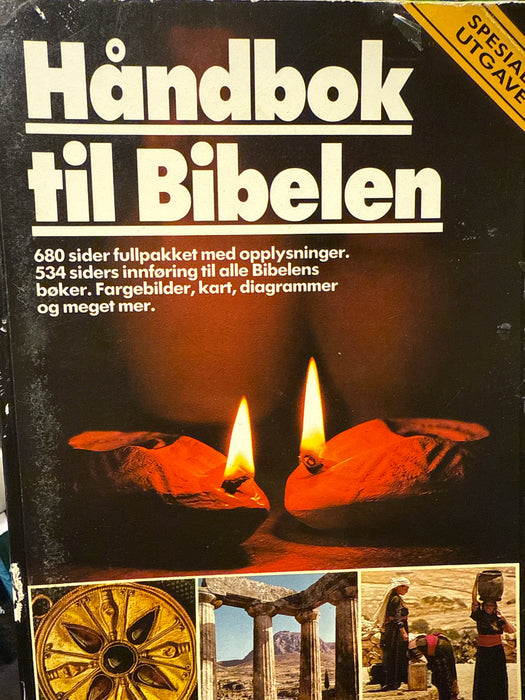 Håndbok
til Bibelen
SPESIAL
UTGAVE
680 sider fullpakket med opplysninger.
534 siders innføring til alle Bibelens
bøker. Fargebilder, kart, diagrammer
og meget mer.